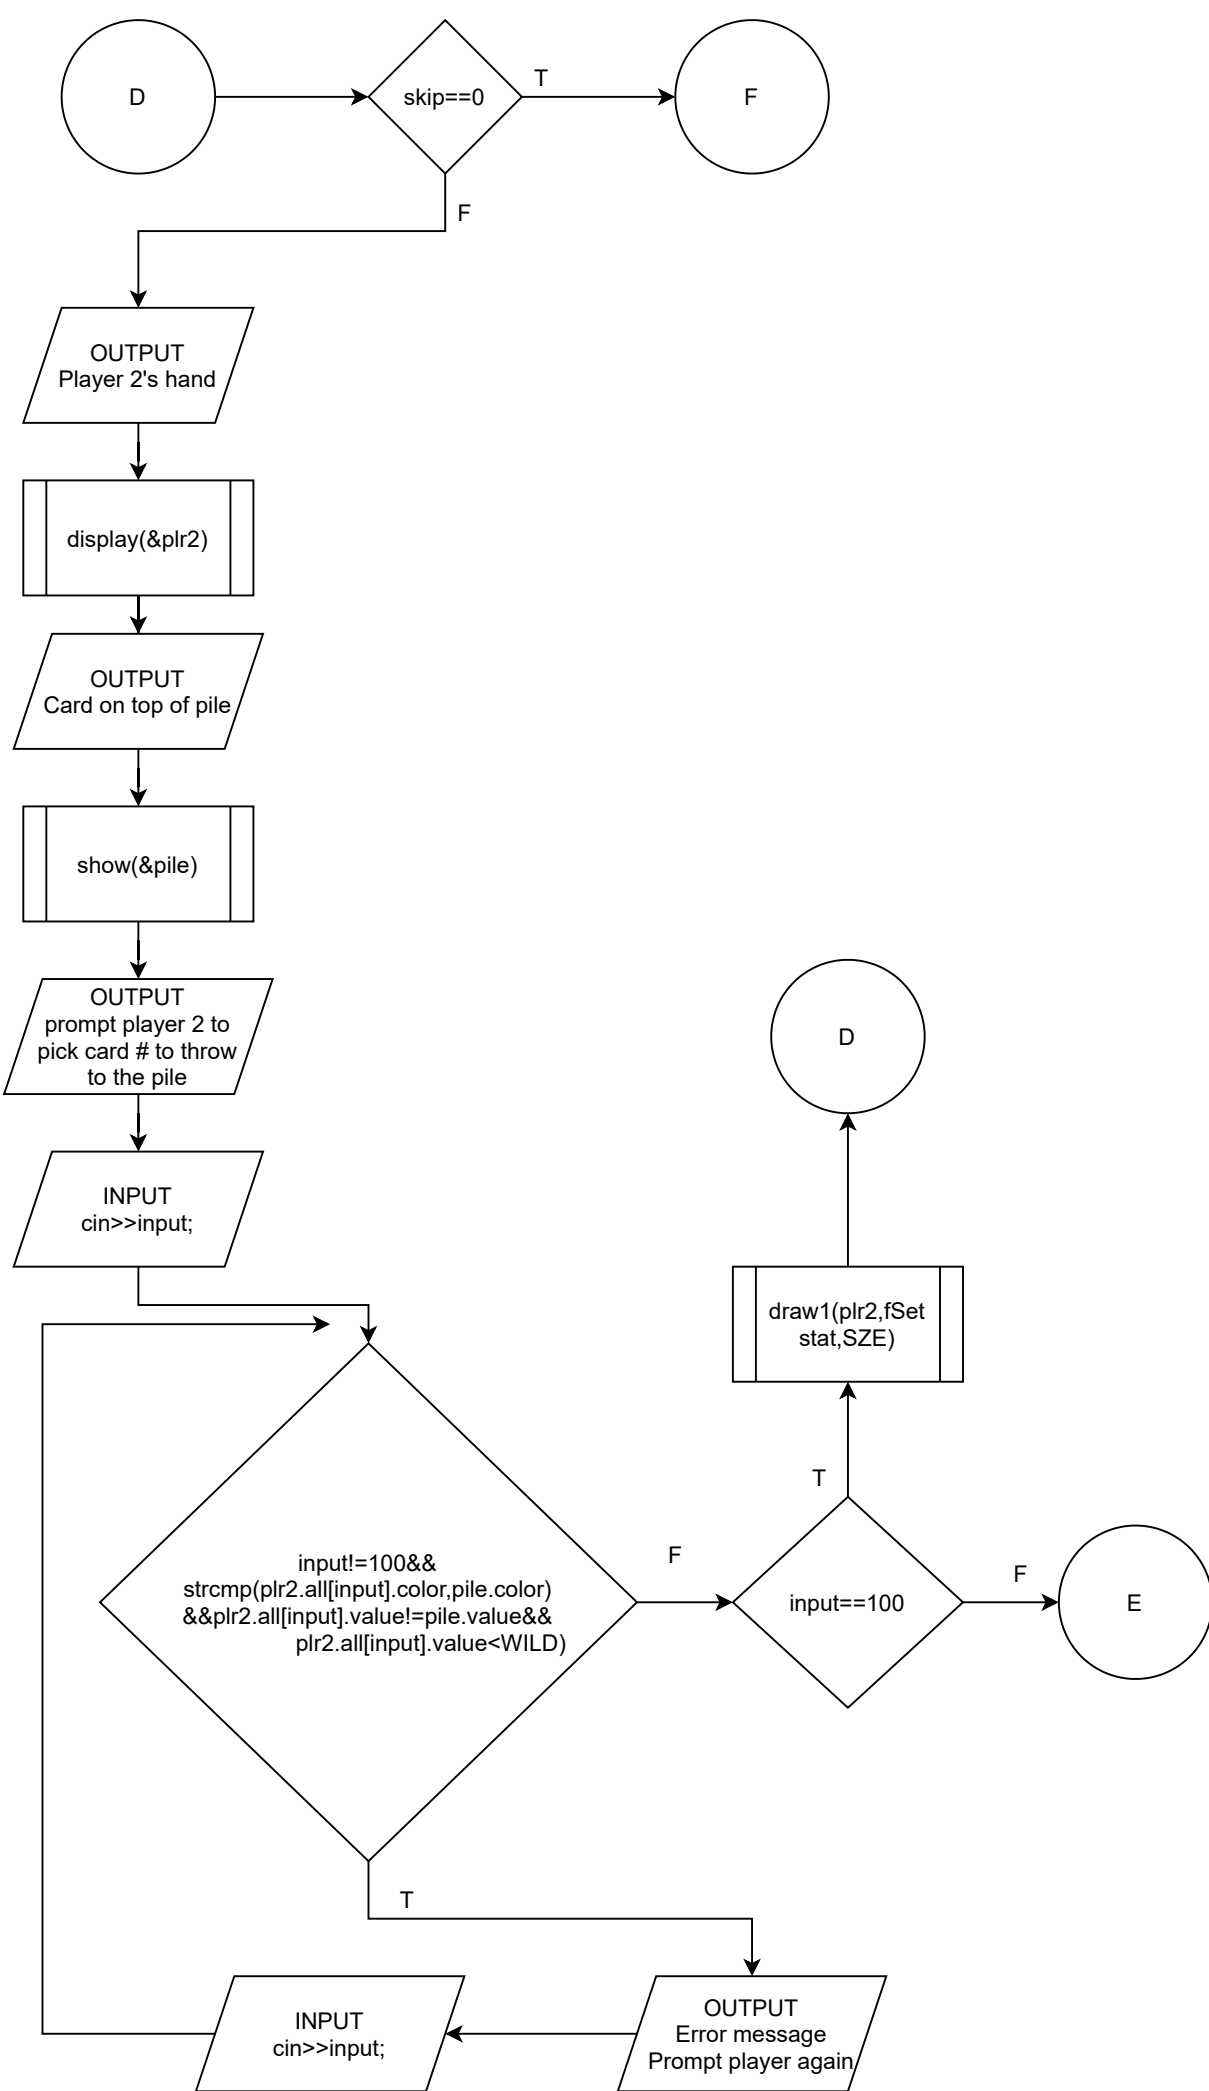 D
skip==0
T
F
F
OUTPUT
Player 2's hand
display(&plr2)
OUTPUT
Card on top of pile
show(&pile)
OUTPUT
prompt player 2 to
pick card # to throw
to the pile
D
INPUT
cin>>input;
draw1(plr2,fSet
stat,SZE)
T
input!=100&&
strcmp(plr2.all[input].color,pile.color)
&&plr2.all[input].value!=pile.value&&
plr2.all[input].value<WILD)
F
input==100
F
E
T
INPUT
cin>>input;
OUTPUT
Error message
Prompt player again